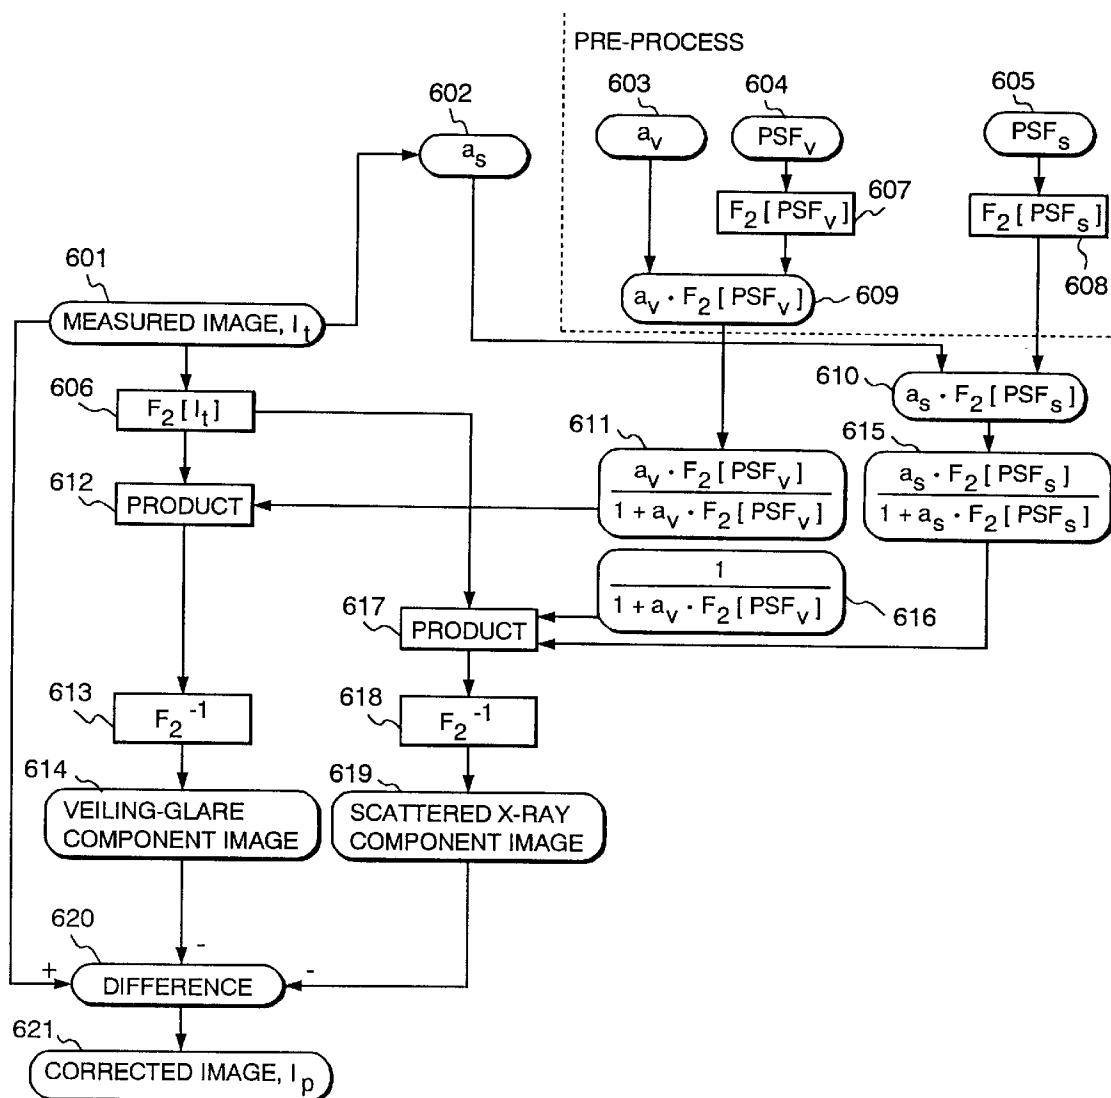 PRE-PROCESS
602
603
604
605
a_s
a_v
PSF_v
PSF_s
F_2 [ PSF_v ]
607
F_2 [ PSF_s ]
608
601
MEASURED IMAGE, I_t
a_v · F_2 [ PSF_v ]
609
606
F_2 [ I_t ]
610
a_s · F_2 [ PSF_s ]
611
a_v · F_2 [ PSF_v ]
1 + a_v · F_2 [ PSF_v ]
615
a_s · F_2 [ PSF_s ]
1 + a_s · F_2 [ PSF_s ]
612
PRODUCT
1
1 + a_v · F_2 [ PSF_v ]
616
617
PRODUCT
613
F_2^-1
618
F_2^-1
614
VEILING-GLARE
COMPONENT IMAGE
619
SCATTERED X-RAY
COMPONENT IMAGE
620
+
-
-
DIFFERENCE
621
CORRECTED IMAGE, I_p